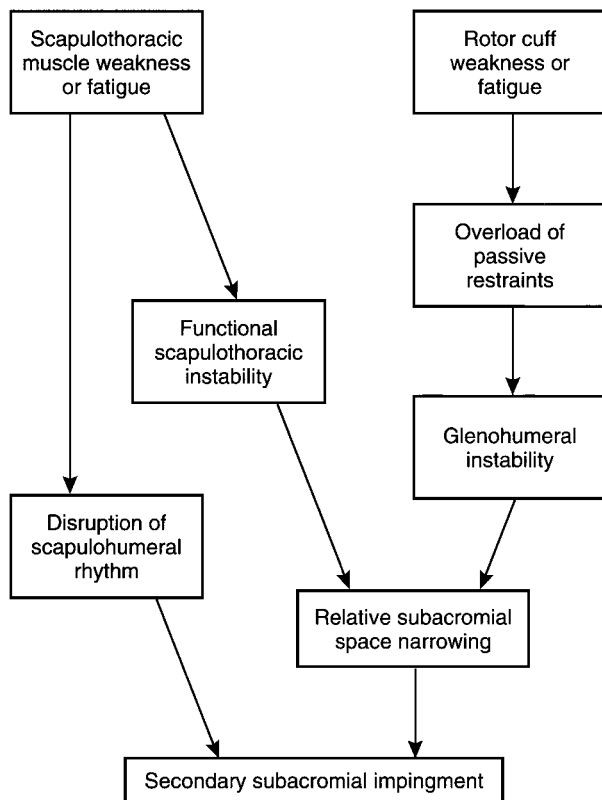 Scapulothoracic
muscle weakness
or fatigue
Rotor cuff
weakness or
fatigue
Overload of
passive
restraints
Functional
scapulothoracic
instability
Glenohumeral
instability
Disruption of
scapulohumeral
rhythm
Relative subacromial
space narrowing
Secondary subacromial impingment